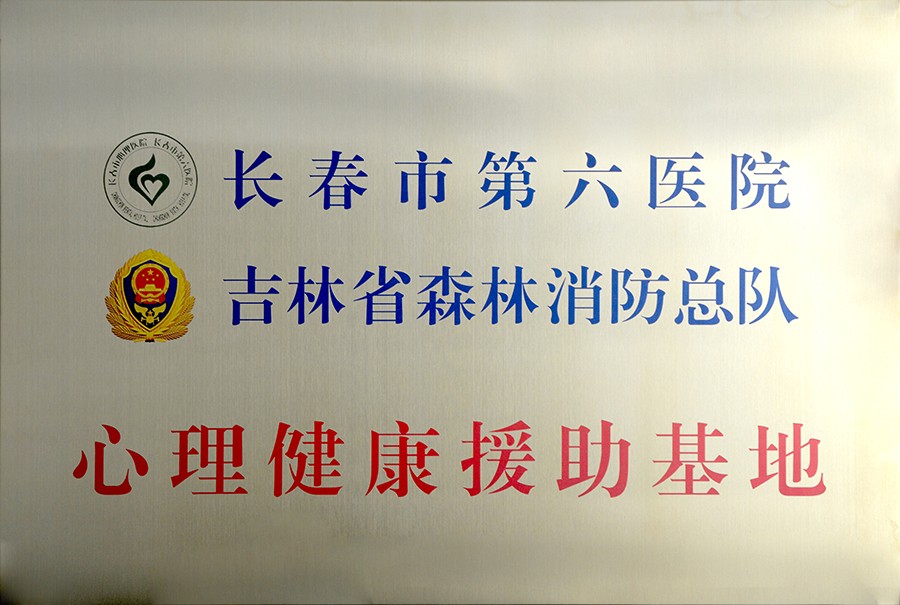 长春市第六医院
吉林省森林消防总队
心理健康援助基地